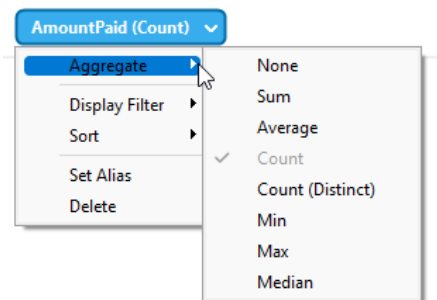 AmountPaid (Count)
Aggregate
Display Filter
Sort
Set Alias
Delete
None
Sum
Average
Count
Count (Distinct)
Min
Max
Median